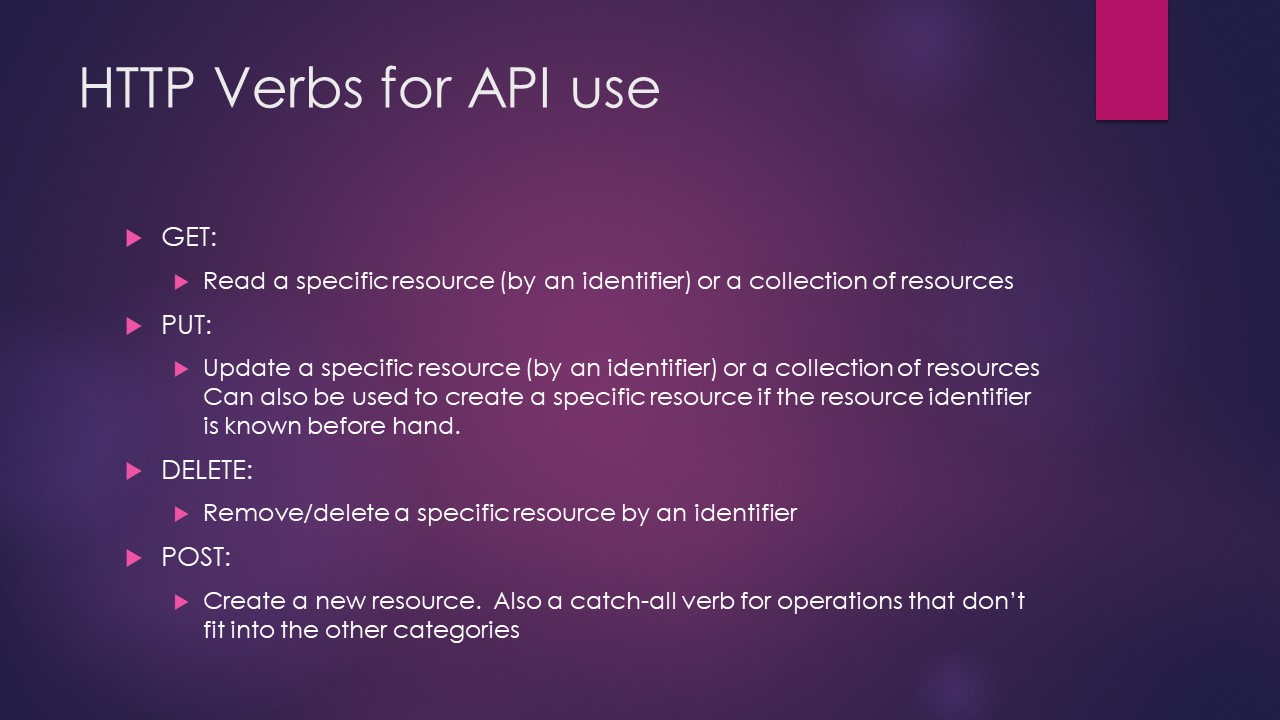 HTTP Verbs for API use
GET:
Read a specific resource (by an identifier) or a collection of resources
PUT:
Update a specific resource (by an identifier) or a collection of resources
Can also be used to create a specific resource if the resource identifier
is known before hand.
DELETE:
Remove/delete a specific resource by an identifier
POST:
Create a new resource.  Also a catch-all verb for operations that don’t
fit into the other categories